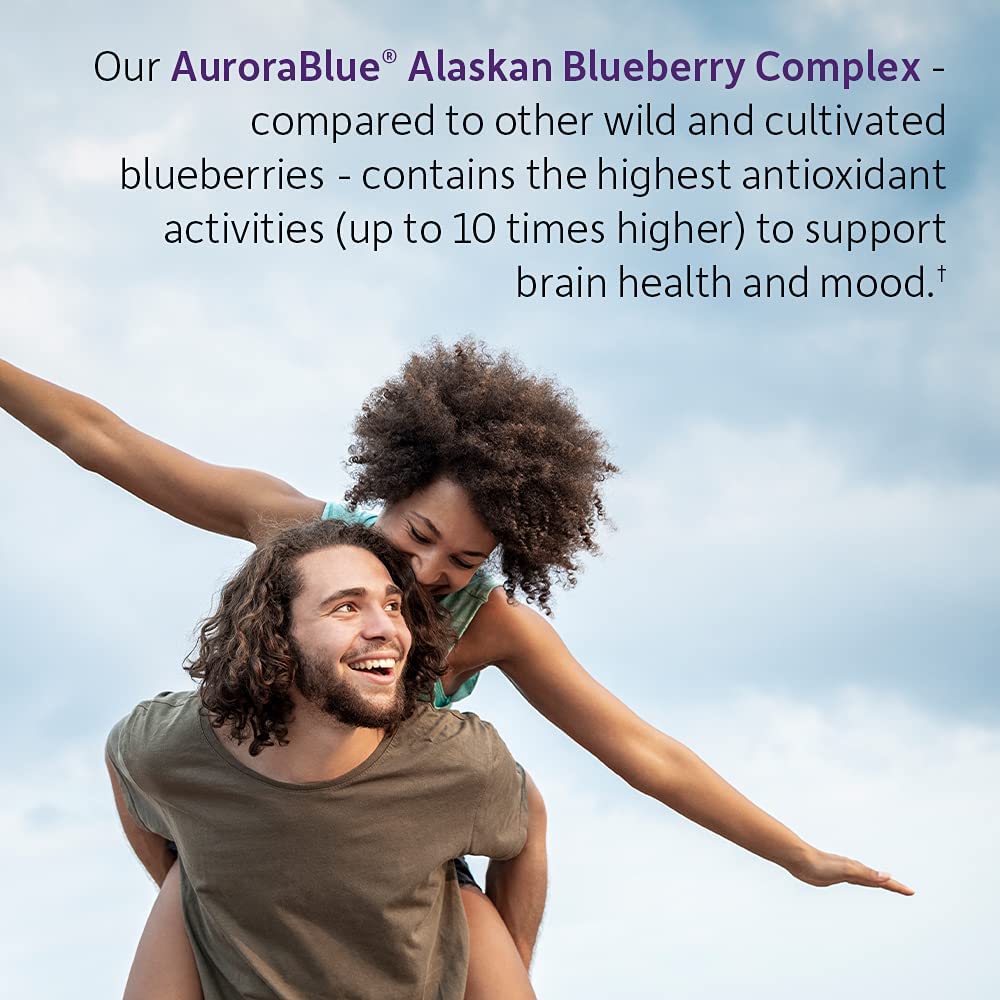 Our AuroraBlue® Alaskan Blueberry Complex -
compared to other wild and cultivated
blueberries - contains the highest antioxidant
activities (up to 10 times higher) to support
brain health and mood.†